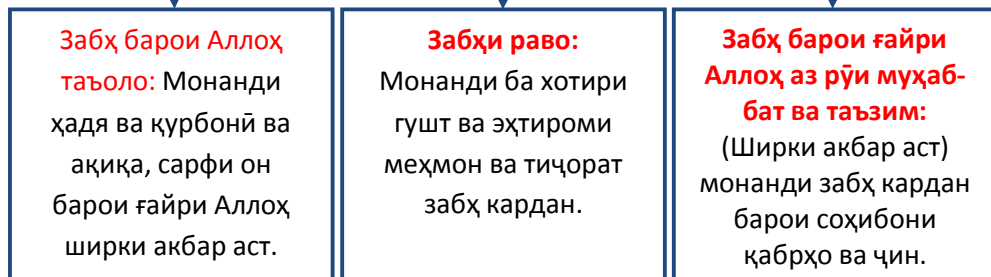 Забҳ барои Аллоҳ
таъоло: Монанди
ҳадя ва қурбонӣ ва
ақиқа, сарфи он
барои ғайри Аллоҳ
ширки акбар аст.
Забҳи раво:
Монанди ба хотири
гушт ва эҳтироми
меҳмон ва тиҷорат
забҳ кардан.
Забҳ барои ғайри
Аллоҳ аз рӯи муҳаб-
бат ва таъзим:
(Ширки акбар аст)
монанди забҳ кардан
барои соҳибони
қабрҳо ва ҷин.